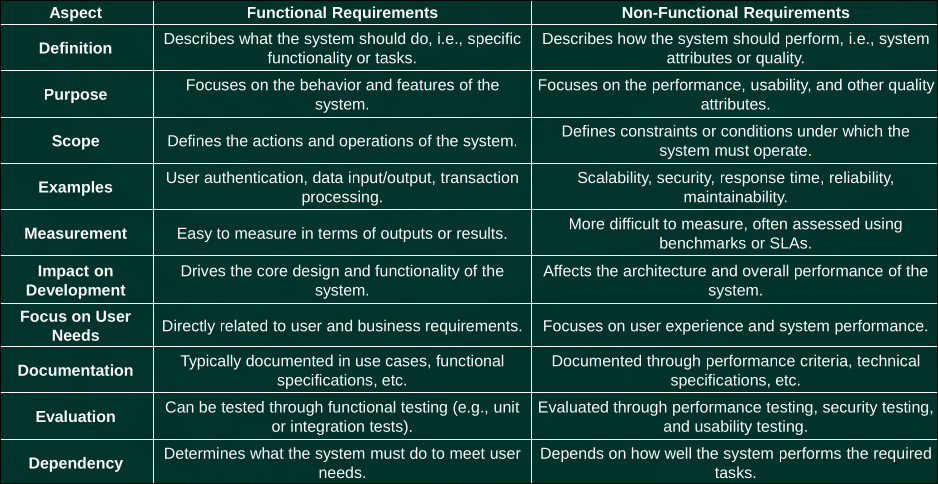 Aspect Functional Requirements Non-Functional Requirements
Definition
Describes what the system should do, i.e., specific
functionality or tasks.
Describes how the system should perform, i.e., system
attributes or quality.
Purpose
Focuses on the behavior and features of the
system.
Focuses on the performance, usability, and other quality
attributes.
Scope
Defines the actions and operations of the system.
Defines constraints or conditions under which the
system must operate.
Examples
User authentication, data input/output, transaction
processing.
Scalability, security, response time, reliability,
maintainability.
Measurement
Easy to measure in terms of outputs or results.
More difficult to measure, often assessed using
benchmarks or SLAs.
Impact on
Development
Drives the core design and functionality of the
system.
Affects the architecture and overall performance of the
system.
Focus on User
Needs
Directly related to user and business requirements.
Focuses on user experience and system performance.
Documentation
Typically documented in use cases, functional
specifications, etc.
Documented through performance criteria, technical
specifications, etc.
Evaluation
Can be tested through functional testing (e.g., unit
or integration tests).
Evaluated through performance testing, security testing,
and usability testing.
Dependency
Determines what the system must do to meet user
needs.
Depends on how well the system performs the required
tasks.